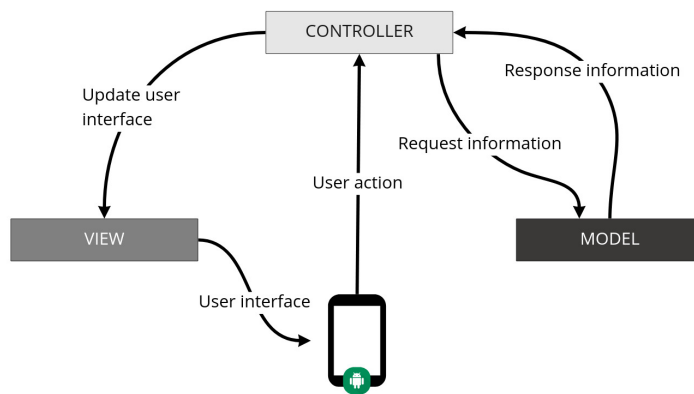 CONTROLLER
Response information
Update user
interface
Request information
User action
VIEW
MODEL
User interface